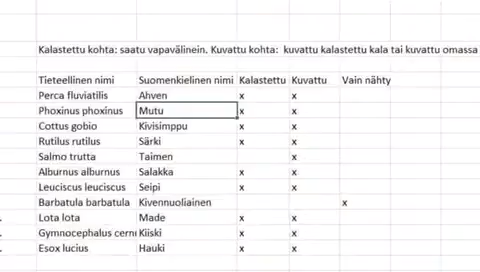 Kalastettu kohta: saatu vapavälinein. Kuvattu kohta: kuvattu kalastettu kala tai kuvattu omassa
Tieteellinen nimi Suomenkielinen nimi Kalastettu Kuvattu Vain nähty
Perca fluviatilis Ahven x x
Phoxinus phoxinus Mutu x x
Cottus gobio Kivisimppu x x
Rutilus rutilus Särki x x
Salmo trutta Taimen x
Alburnus alburnus Salakka x x
Leuciscus leuciscus Seipi x x
Barbatula barbatula Kivennuoliainen x
. Lota lota Made x x
. Gymnocephalus cern Kiiski x x
. Esox lucius Hauki x x